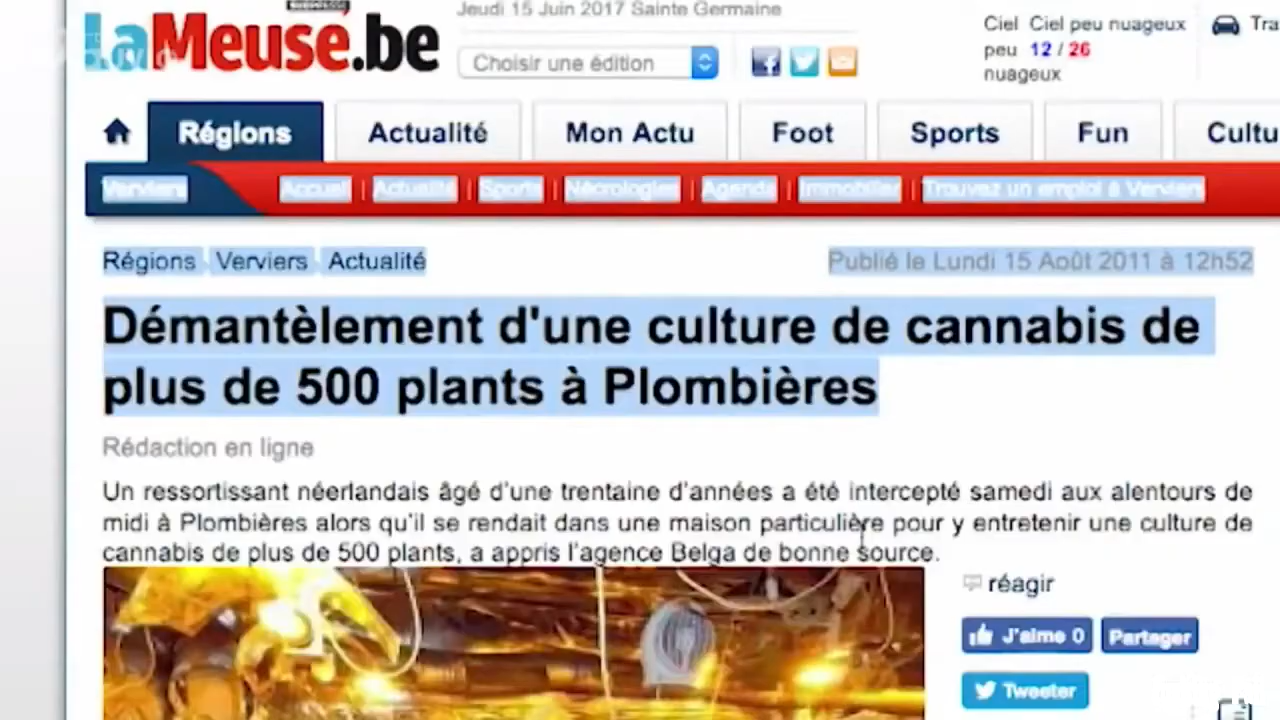 Jeudi 15 Juin 2017 Sainte Germaine
laMeuse.be
Choisir une édition
Ciel Ciel peu nuageux
peu 12 / 26
nuageux
Tra
Régions Actualité Mon Actu Foot Sports Fun Cultu
Verviers Accueil Actualité Sports Nécrologies Agenda Immobilier Trouvez un emploi à Verviers
Régions Verviers Actualité
Publié le Lundi 15 Août 2011 à 12h52
Démantèlement d'une culture de cannabis de
plus de 500 plants à Plombières
Rédaction en ligne
Un ressortissant néerlandais âgé d'une trentaine d'années a été intercepté samedi aux alentours de
midi à Plombières alors qu'il se rendait dans une maison particulière pour y entretenir une culture de
cannabis de plus de 500 plants, a appris l'agence Belga de bonne source.
réagir
J'aime 0 Partager
Tweeter